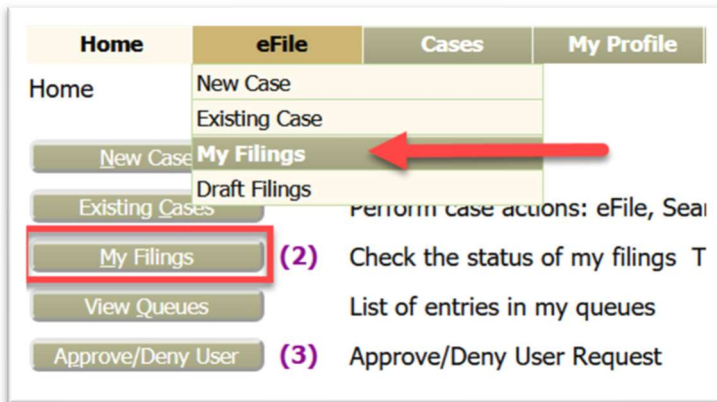 Home eFile Cases My Profile
Home New Case
Existing Case
New Case My Filings
Draft Filings
Existing Cases Perform case actions: eFile, Sear
My Filings (2) Check the status of my filings T
View Queues List of entries in my queues
Approve/Deny User (3) Approve/Deny User Request